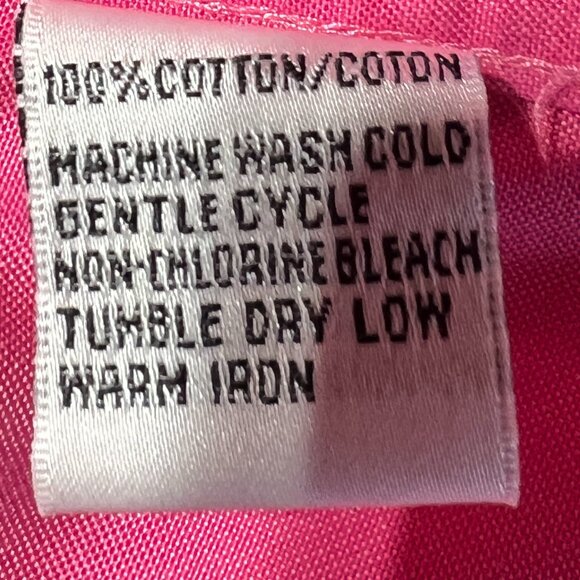 100% COTTON/COTON
MACHINE WASH COLD
GENTLE CYCLE
NON-CHLORINE BLEACH
TUMBLE DRY LOW
WARM IRON